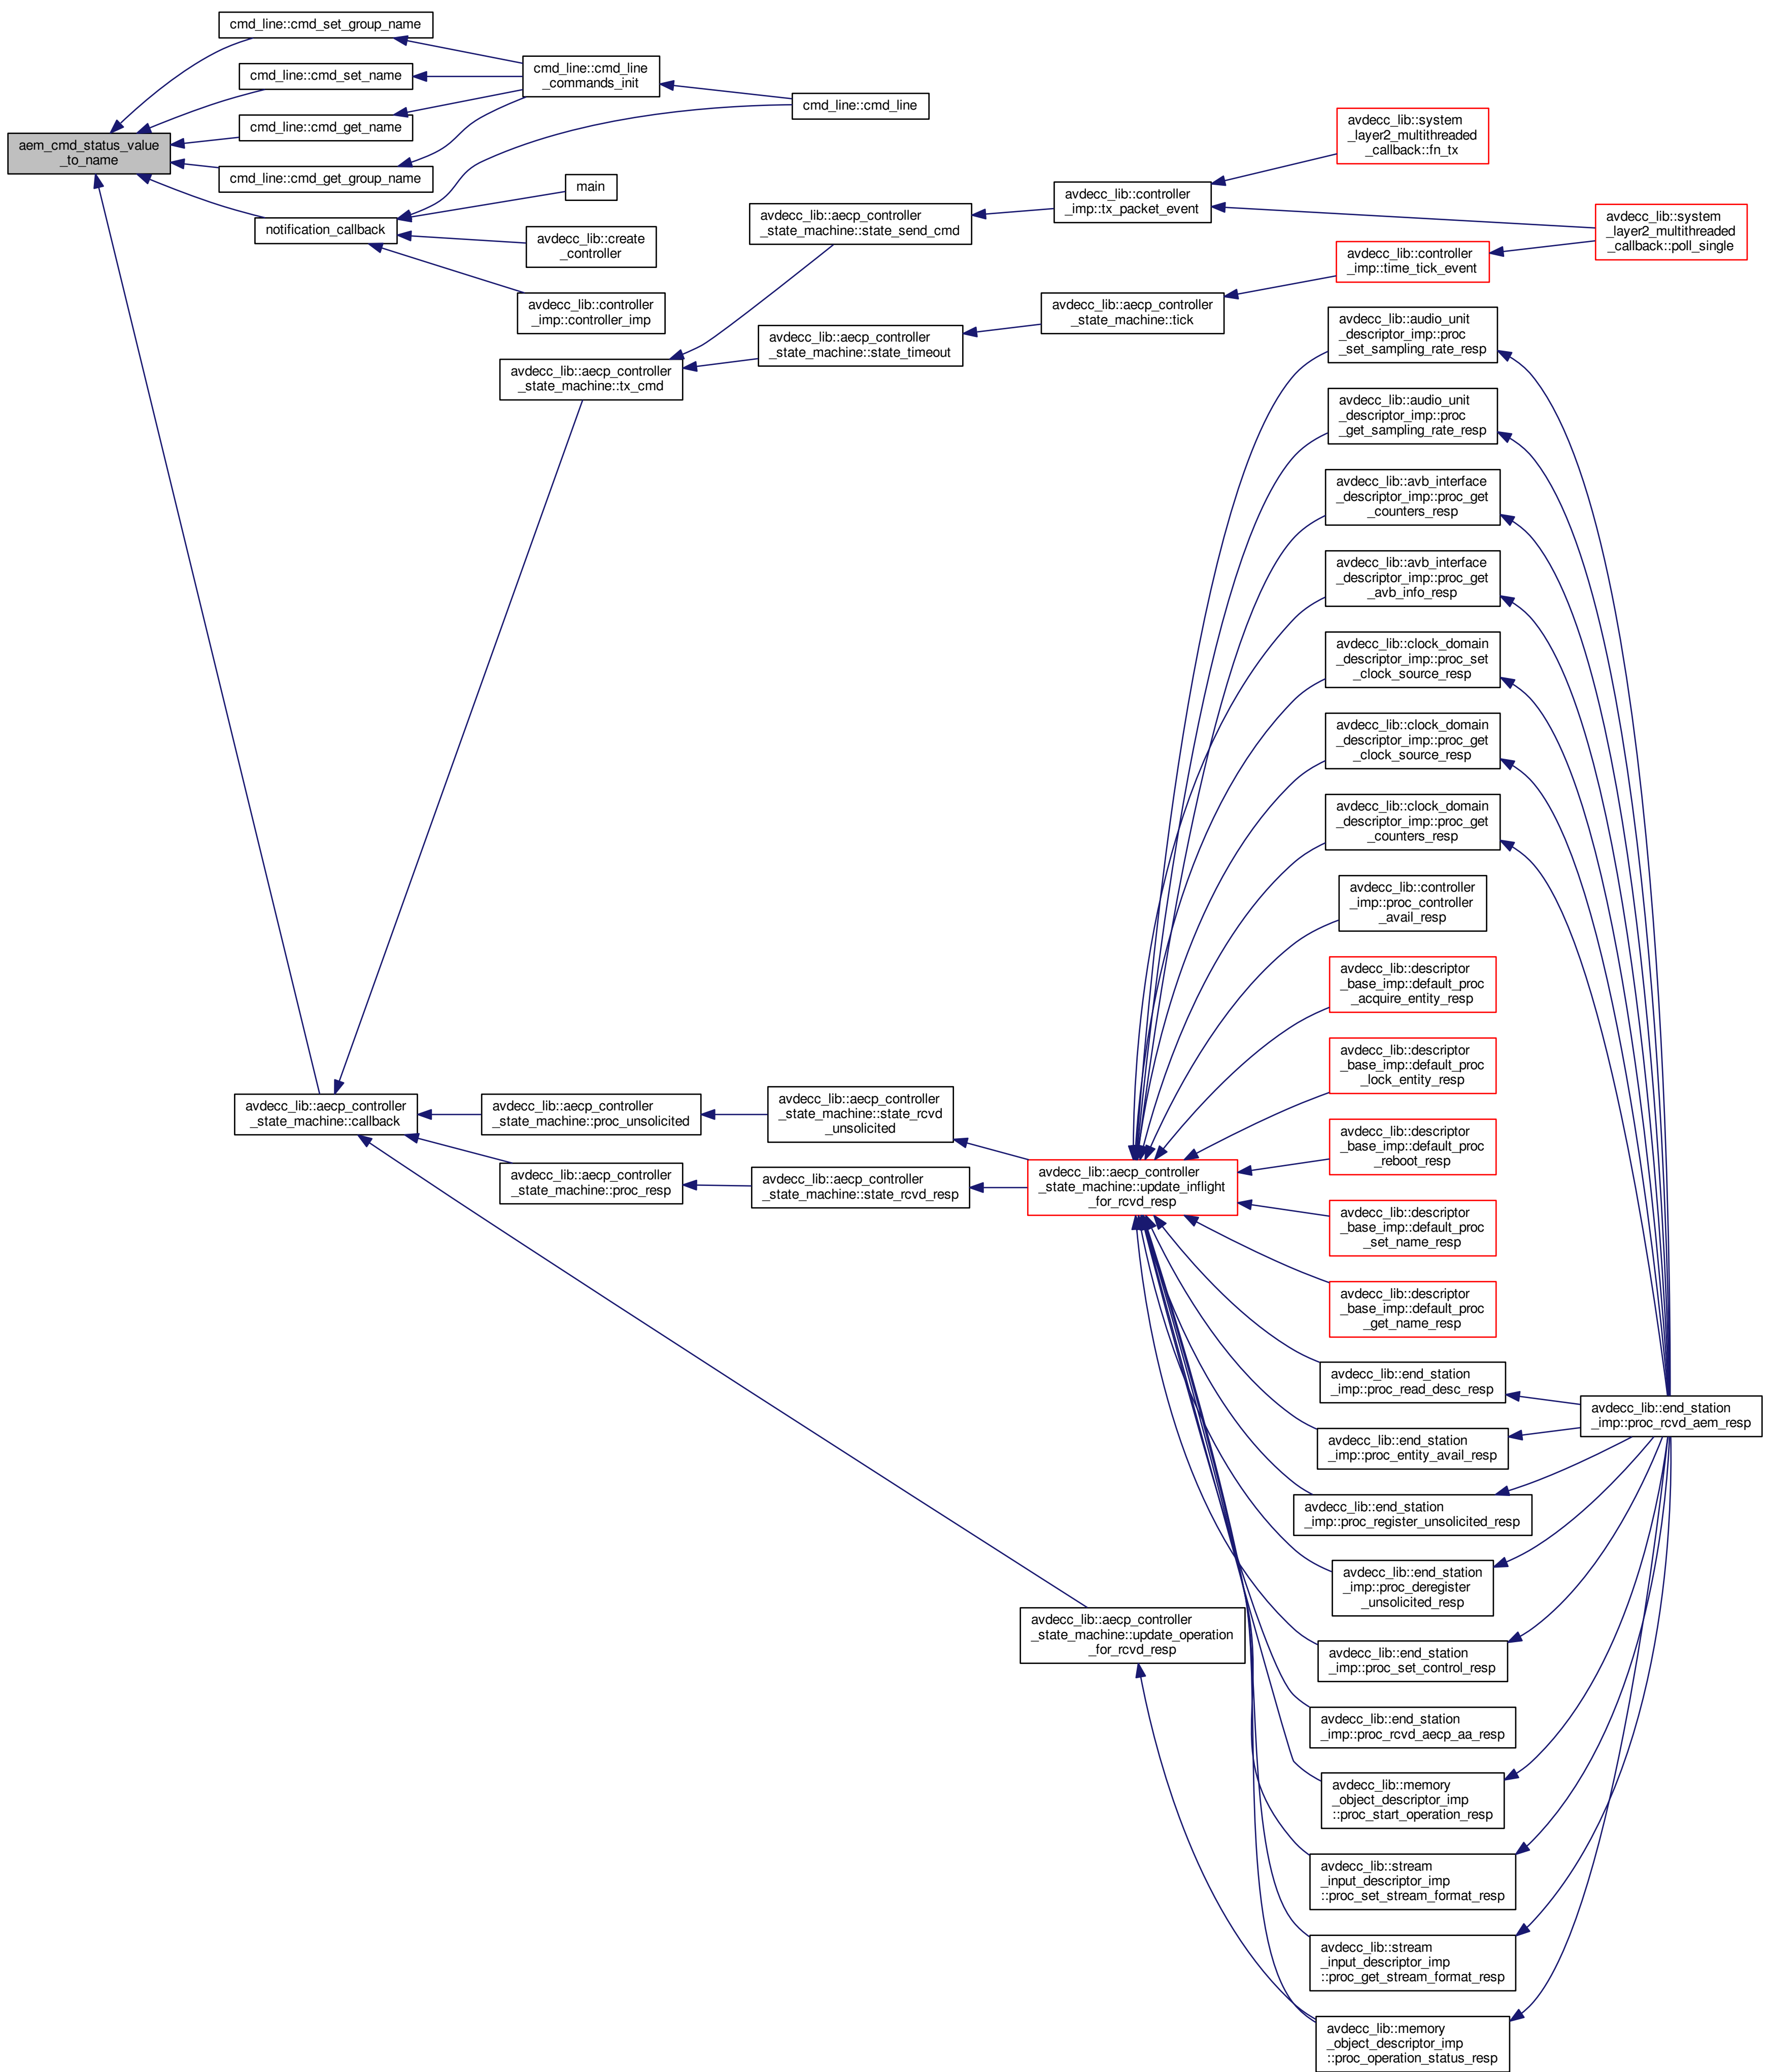 cmd_line::cmd_set_group_name
cmd_line::cmd_set_name
cmd_line::cmd_line
_commands_init
cmd_line::cmd_line
cmd_line::cmd_get_name
aem_cmd_status_value
_to_name
cmd_line::cmd_get_group_name
main
notification_callback
avdecc_lib::create
_controller
avdecc_lib::controller
_imp::controller_imp
avdecc_lib::system
_layer2_multithreaded
_callback::fn_tx
avdecc_lib::controller
_imp::tx_packet_event
avdecc_lib::aecp_controller
_state_machine::state_send_cmd
avdecc_lib::system
_layer2_multithreaded
_callback::poll_single
avdecc_lib::controller
_imp::time_tick_event
avdecc_lib::aecp_controller
_state_machine::tick
avdecc_lib::aecp_controller
_state_machine::state_timeout
avdecc_lib::aecp_controller
_state_machine::tx_cmd
avdecc_lib::audio_unit
_descriptor_imp::proc
_set_sampling_rate_resp
avdecc_lib::audio_unit
_descriptor_imp::proc
_get_sampling_rate_resp
avdecc_lib::avb_interface
_descriptor_imp::proc_get
_counters_resp
avdecc_lib::avb_interface
_descriptor_imp::proc_get
_avb_info_resp
avdecc_lib::clock_domain
_descriptor_imp::proc_set
_clock_source_resp
avdecc_lib::clock_domain
_descriptor_imp::proc_get
_clock_source_resp
avdecc_lib::clock_domain
_descriptor_imp::proc_get
_counters_resp
avdecc_lib::controller
_imp::proc_controller
_avail_resp
avdecc_lib::descriptor
_base_imp::default_proc
_acquire_entity_resp
avdecc_lib::descriptor
_base_imp::default_proc
_lock_entity_resp
avdecc_lib::aecp_controller
_state_machine::callback
avdecc_lib::aecp_controller
_state_machine::proc_unsolicited
avdecc_lib::aecp_controller
_state_machine::state_rcvd
_unsolicited
avdecc_lib::descriptor
_base_imp::default_proc
_reboot_resp
avdecc_lib::aecp_controller
_state_machine::proc_resp
avdecc_lib::aecp_controller
_state_machine::state_rcvd_resp
avdecc_lib::aecp_controller
_state_machine::update_inflight
_for_rcvd_resp
avdecc_lib::descriptor
_base_imp::default_proc
_set_name_resp
avdecc_lib::descriptor
_base_imp::default_proc
_get_name_resp
avdecc_lib::end_station
_imp::proc_read_desc_resp
avdecc_lib::end_station
_imp::proc_rcvd_aem_resp
avdecc_lib::end_station
_imp::proc_entity_avail_resp
avdecc_lib::end_station
_imp::proc_register_unsolicited_resp
avdecc_lib::end_station
_imp::proc_deregister
_unsolicited_resp
avdecc_lib::aecp_controller
_state_machine::update_operation
_for_rcvd_resp
avdecc_lib::end_station
_imp::proc_set_control_resp
avdecc_lib::end_station
_imp::proc_rcvd_aecp_aa_resp
avdecc_lib::memory
_object_descriptor_imp
::proc_start_operation_resp
avdecc_lib::stream
_input_descriptor_imp
::proc_set_stream_format_resp
avdecc_lib::stream
_input_descriptor_imp
::proc_get_stream_format_resp
avdecc_lib::memory
_object_descriptor_imp
::proc_operation_status_resp